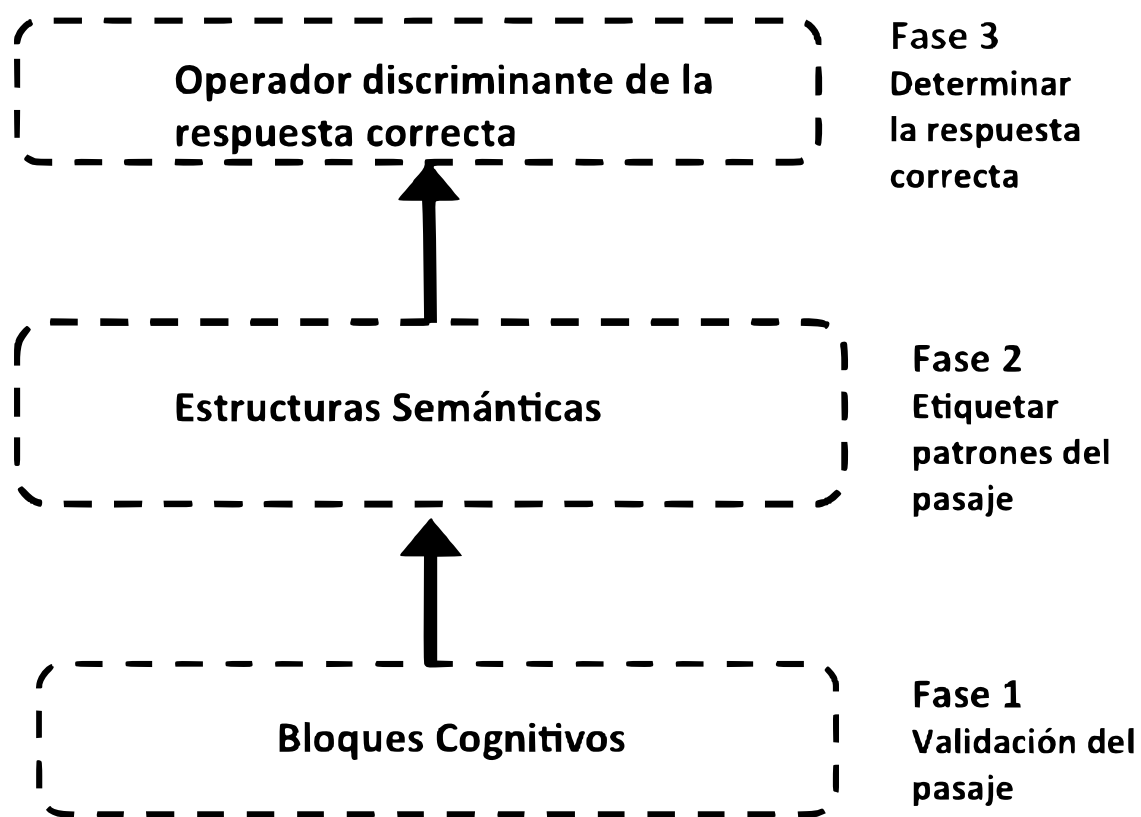 Operador discriminante de la
respuesta correcta
Fase 3
Determinar
la respuesta
correcta
Estructuras Semánticas
Fase 2
Etiquetar
patrones del
pasaje
Bloques Cognitivos
Fase 1
Validación del
pasaje